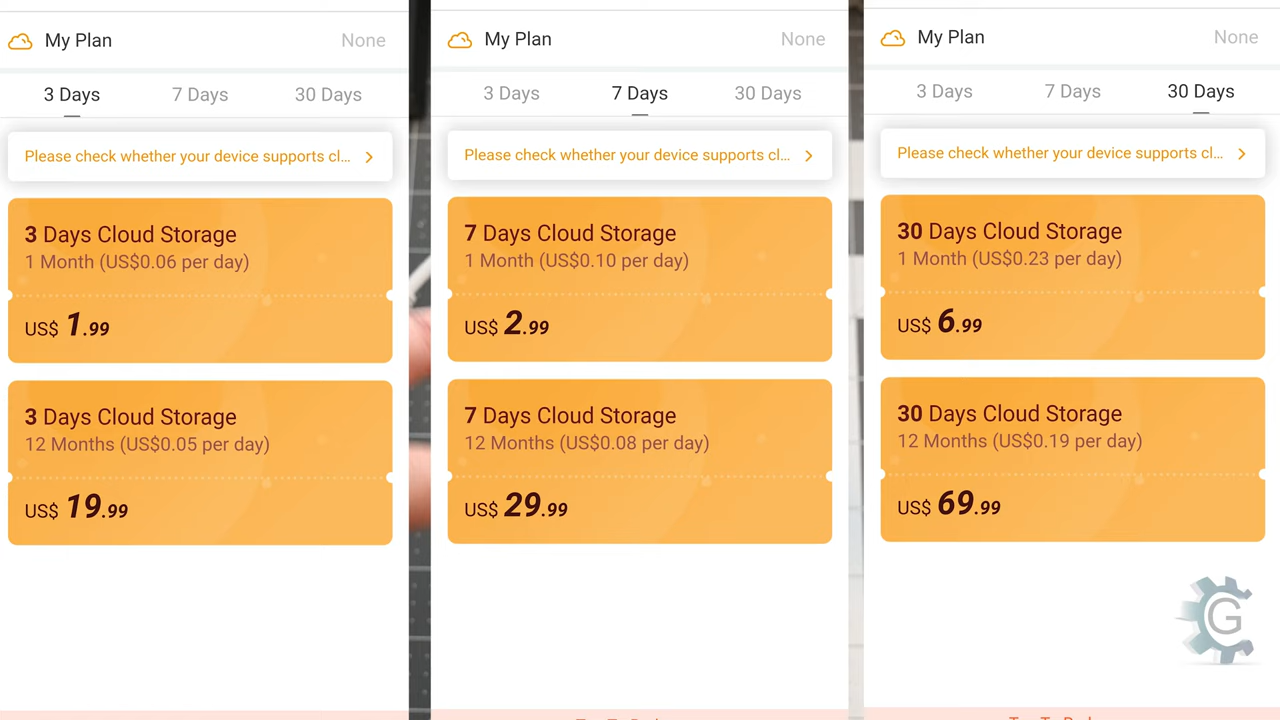 My Plan None
3 Days 7 Days 30 Days
Please check whether your device supports cl...
3 Days Cloud Storage
1 Month (US$0.06 per day)
US$ 1.99
3 Days Cloud Storage
12 Months (US$0.05 per day)
US$ 19.99
My Plan None
3 Days 7 Days 30 Days
Please check whether your device supports cl...
7 Days Cloud Storage
1 Month (US$0.10 per day)
US$ 2.99
7 Days Cloud Storage
12 Months (US$0.08 per day)
US$ 29.99
My Plan None
3 Days 7 Days 30 Days
Please check whether your device supports cl...
30 Days Cloud Storage
1 Month (US$0.23 per day)
US$ 6.99
30 Days Cloud Storage
12 Months (US$0.19 per day)
US$ 69.99
G